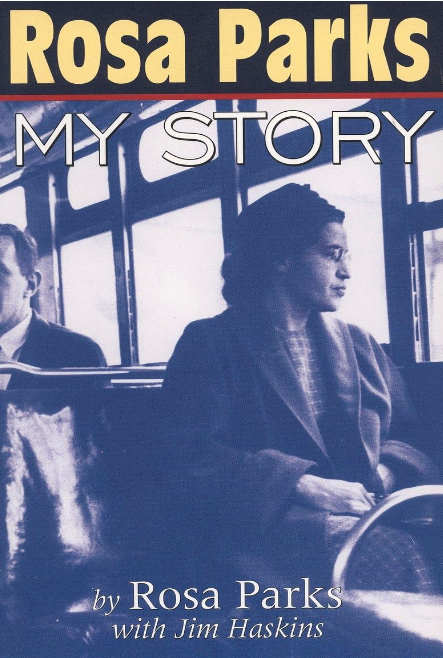 Rosa Parks
MY STORY
by Rosa Parks
with Jim Haskins